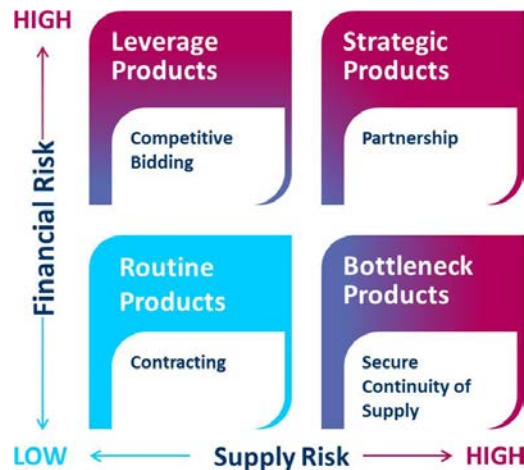 HIGH
Leverage
Products
Competitive
Bidding
Strategic
Products
Partnership
Financial Risk
Routine
Products
Contracting
Bottleneck
Products
Secure
Continuity of
Supply
LOW
Supply Risk
HIGH